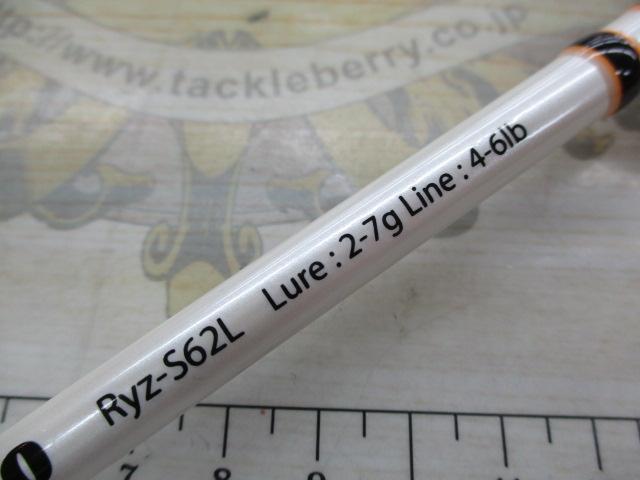 http://www.tackleberry.co.jp
Ryz-S62L Lure : 2-7g Line : 4-6lb
7 8 9